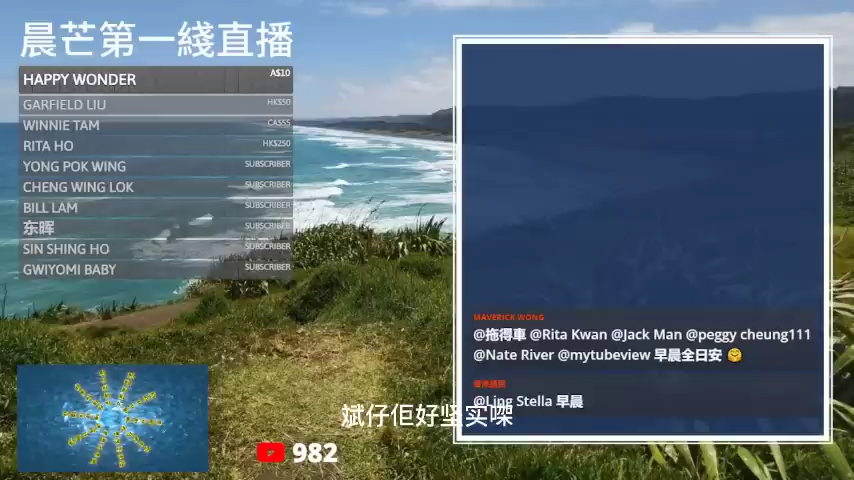 晨芒第一綫直播
HAPPY WONDER A$10
GARFIELD LIU HK$50
WINNIE TAM CA$5
RITA HO HK$250
YONG POK WING SUBSCRIBER
CHENG WING LOK SUBSCRIBER
BILL LAM SUBSCRIBER
东晖 SUBSCRIBER
SIN SHING HO SUBSCRIBER
GWIYOMI BABY SUBSCRIBER
MAVERICK WONG
@拖得車 @Rita Kwan @Jack Man @peggy cheung111
@Nate River @mytubeview 早晨全日安 🤗
@Ling Stella 早晨
斌仔佢好坚实㗎
982